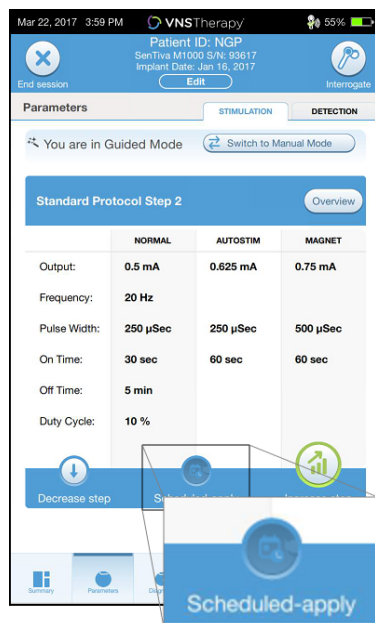 Mar 22, 2017 3:59 PM VNSTherapy 55%
Patient ID: NGP
SenTiva M1000 S/N: 93617
Implant Date: Jan 16, 2017
End session Edit Interrogate
Parameters STIMULATION DETECTION
You are in Guided Mode Switch to Manual Mode
Standard Protocol Step 2 Overview
NORMAL AUTOSTIM MAGNET
Output: 0.5 mA 0.625 mA 0.75 mA
Frequency: 20 Hz
Pulse Width: 250 µSec 250 µSec 500 µSec
On Time: 30 sec 60 sec 60 sec
Off Time: 5 min
Duty Cycle: 10 %
Decrease step
Summary Parameters
Scheduled-apply